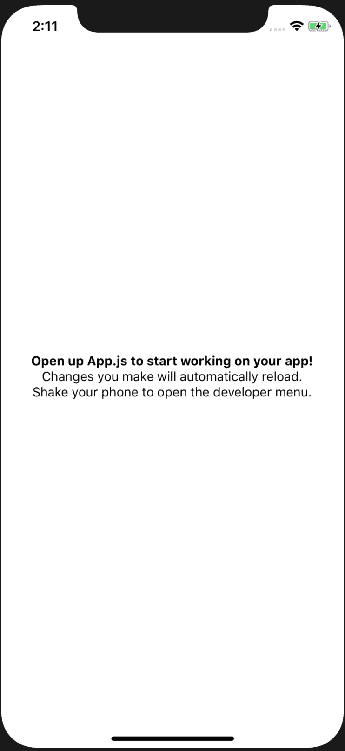 2:11
Open up App.js to start working on your app!
Changes you make will automatically reload.
Shake your phone to open the developer menu.